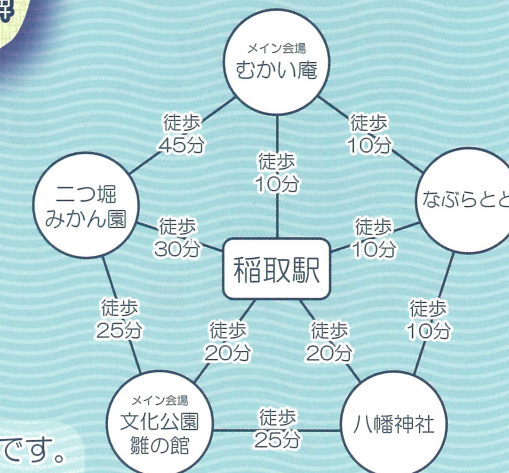 メイン会場
むかい庵
徒歩
45分
徒歩
10分
徒歩
10分
二つ堀
みかん園
なぶらとと
徒歩
30分
徒歩
10分
稲取駅
徒歩
25分
徒歩
20分
徒歩
20分
徒歩
10分
メイン会場
文化公園
雛の館
徒歩
25分
八幡神社
です。